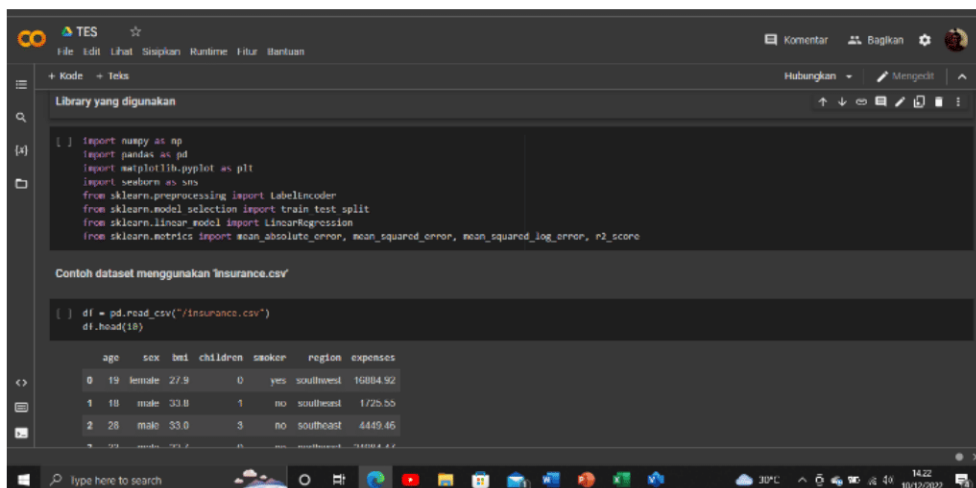 TES
File Edit Lihat Sisipkan Runtime Fitur Bantuan
Komentar Bagikan
+ Kode + Teks
Hubungkan Mengedit
Library yang digunakan
[ ] import numpy as np
import pandas as pd
import matplotlib.pyplot as plt
import seaborn as sns
from sklearn.preprocessing import LabelEncoder
from sklearn.model_selection import train_test_split
from sklearn.linear_model import LinearRegression
from sklearn.metrics import mean_absolute_error, mean_squared_error, mean_squared_log_error, r2_score
Contoh dataset menggunakan 'insurance.csv'
[ ] df = pd.read_csv("/insurance.csv")
df.head(10)
age sex bmi children smoker region expenses
0 19 female 27.9 0 yes southwest 16884.92
1 18 male 33.8 1 no southeast 1725.55
2 28 male 33.0 3 no southeast 4449.46
Type here to search
30°C
14.22
10/12/2022